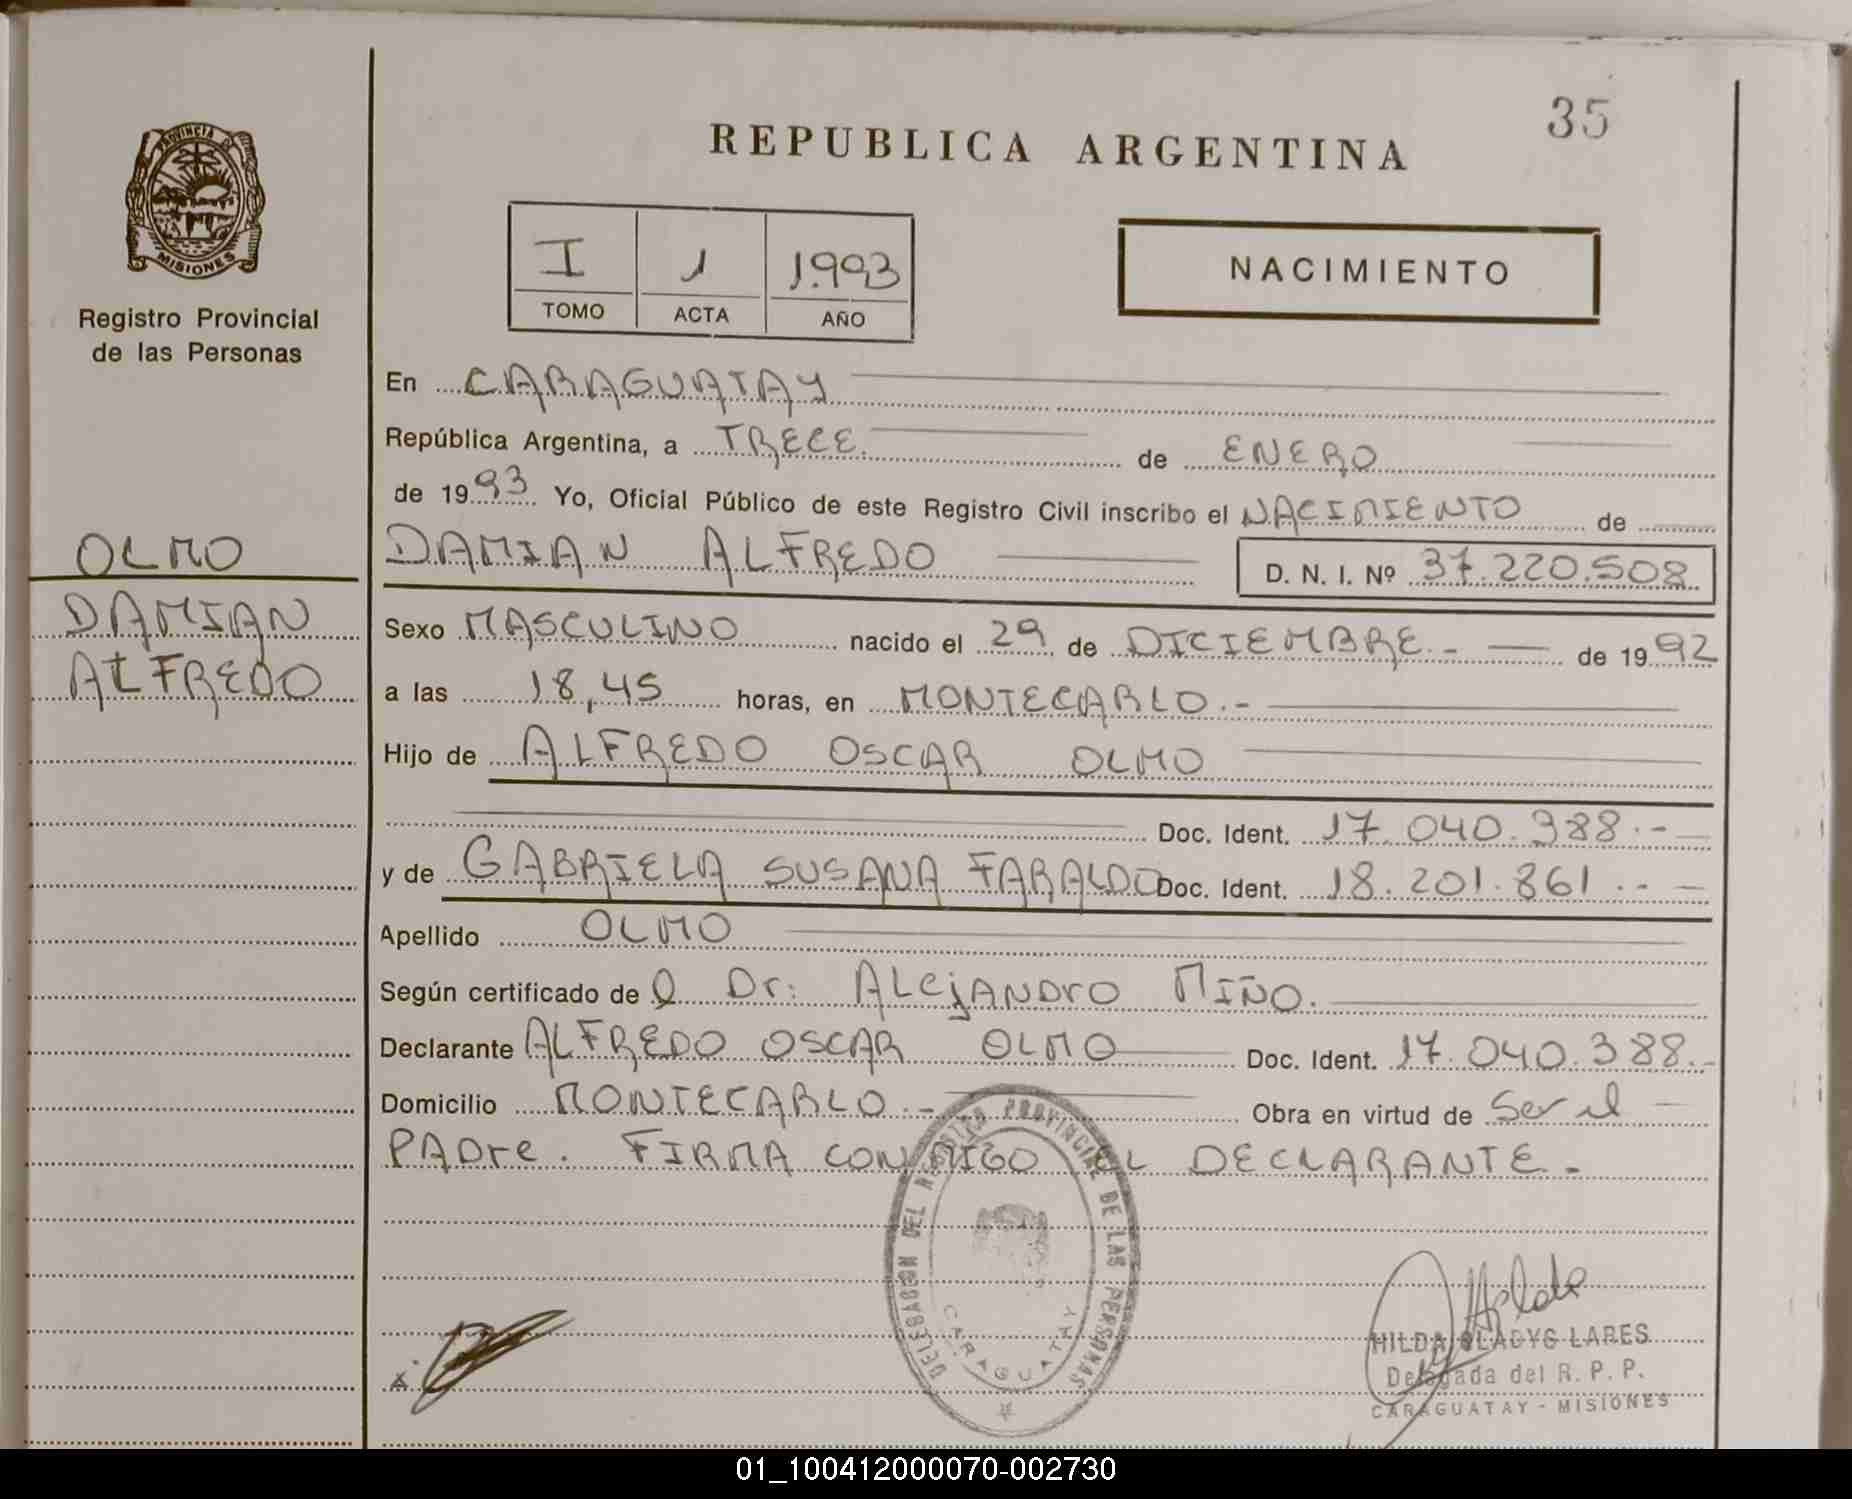 35
REPUBLICA ARGENTINA
PROVINCIA DE
MISIONES
Registro Provincial
de las Personas
I 1 1.993
TOMO ACTA AÑO
NACIMIENTO
En CARAGUATAY
República Argentina, a TRECE. de ENERO
de 1993 Yo, Oficial Público de este Registro Civil inscribo el NACIMIENTO de
OLMO
DAMIAN ALFREDO D. N. I. Nº 37.220.508
DAMIAN
ALFREDO
Sexo MASCULINO nacido el 29 de DICIEMBRE.- de 1992
a las 18,45 horas, en MONTECARLO.-
Hijo de ALFREDO OSCAR OLMO
Doc. Ident. 17.040.388.-
y de GABRIELA SUSANA FARALDO Doc. Ident. 18.201.861.-
Apellido OLMO
Según certificado del Dr: ALEjANDrO MIÑO.
Declarante ALFREDO OSCAR OLMO Doc. Ident. 17.040.388.-
Domicilio MONTECARLO.- Obra en virtud de Ser el
PADre. FIRMA CONMIGO EL DECLARANTE.-
DELEGACION DEL REGISTRO PROVINCIAL DE LAS PERSONAS
CARAGUATAY
HILDA GLADYS LARES
Delegada del R. P. P.
CARAGUATAY - MISIONES
01_100412000070-002730